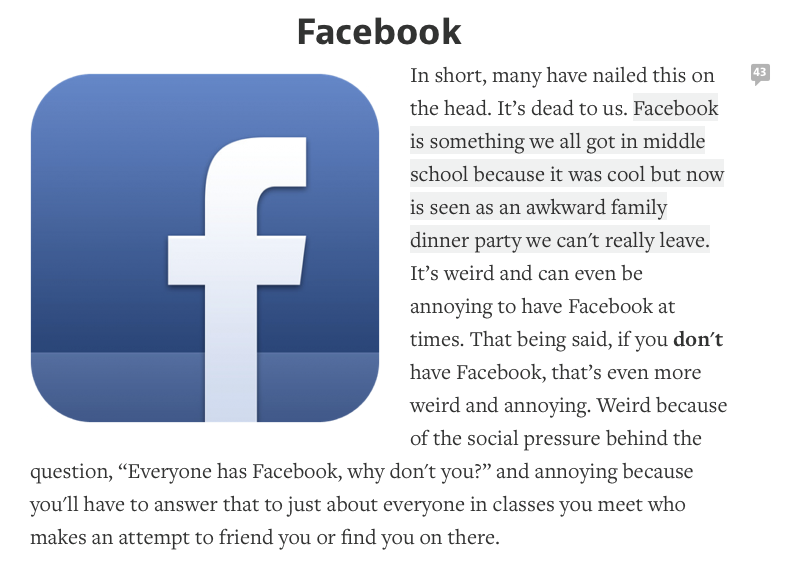 Facebook
In short, many have nailed this on
43
the head. It’s dead to us. Facebook
is something we all got in middle
school because it was cool but now
is seen as an awkward family
dinner party we can't really leave.
It’s weird and can even be
annoying to have Facebook at
times. That being said, if you don't
have Facebook, that’s even more
weird and annoying. Weird because
of the social pressure behind the
question, “Everyone has Facebook, why don't you?” and annoying because
you'll have to answer that to just about everyone in classes you meet who
makes an attempt to friend you or find you on there.
f